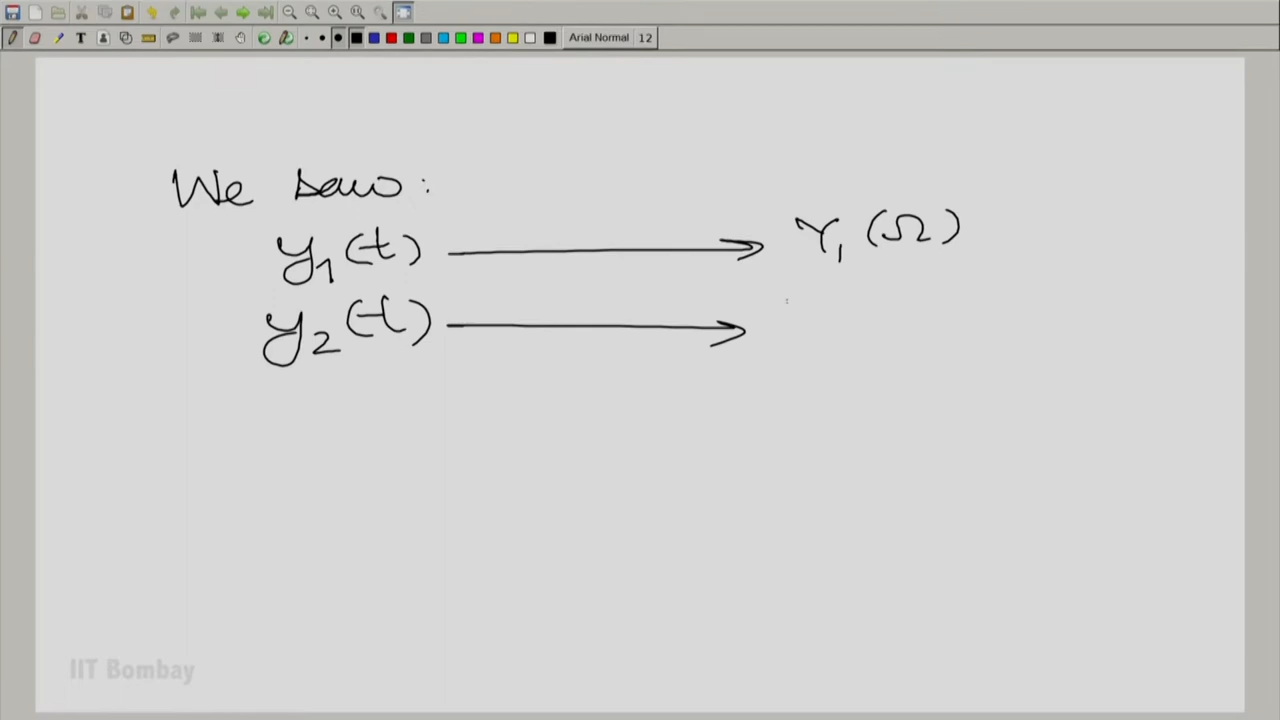 Arial Normal 12
We saw:
y₁(t) → Y₁(Ω)
y₂(t) →
IIT Bombay